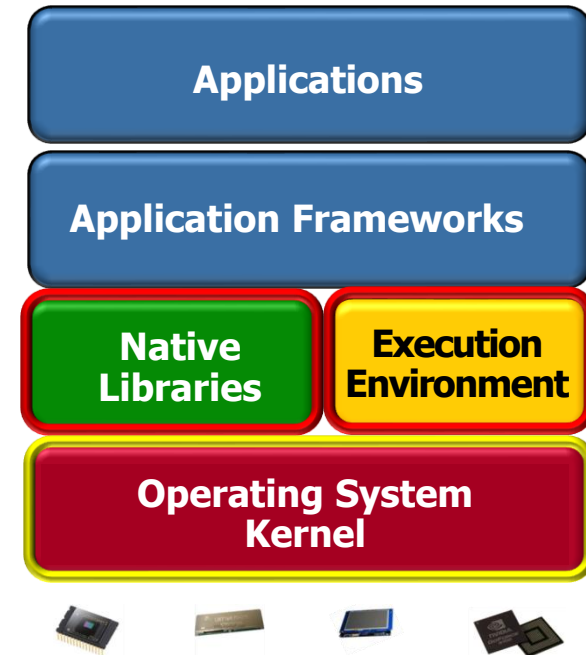 Applications
Application Frameworks
Native
Libraries
Execution
Environment
Operating System
Kernel